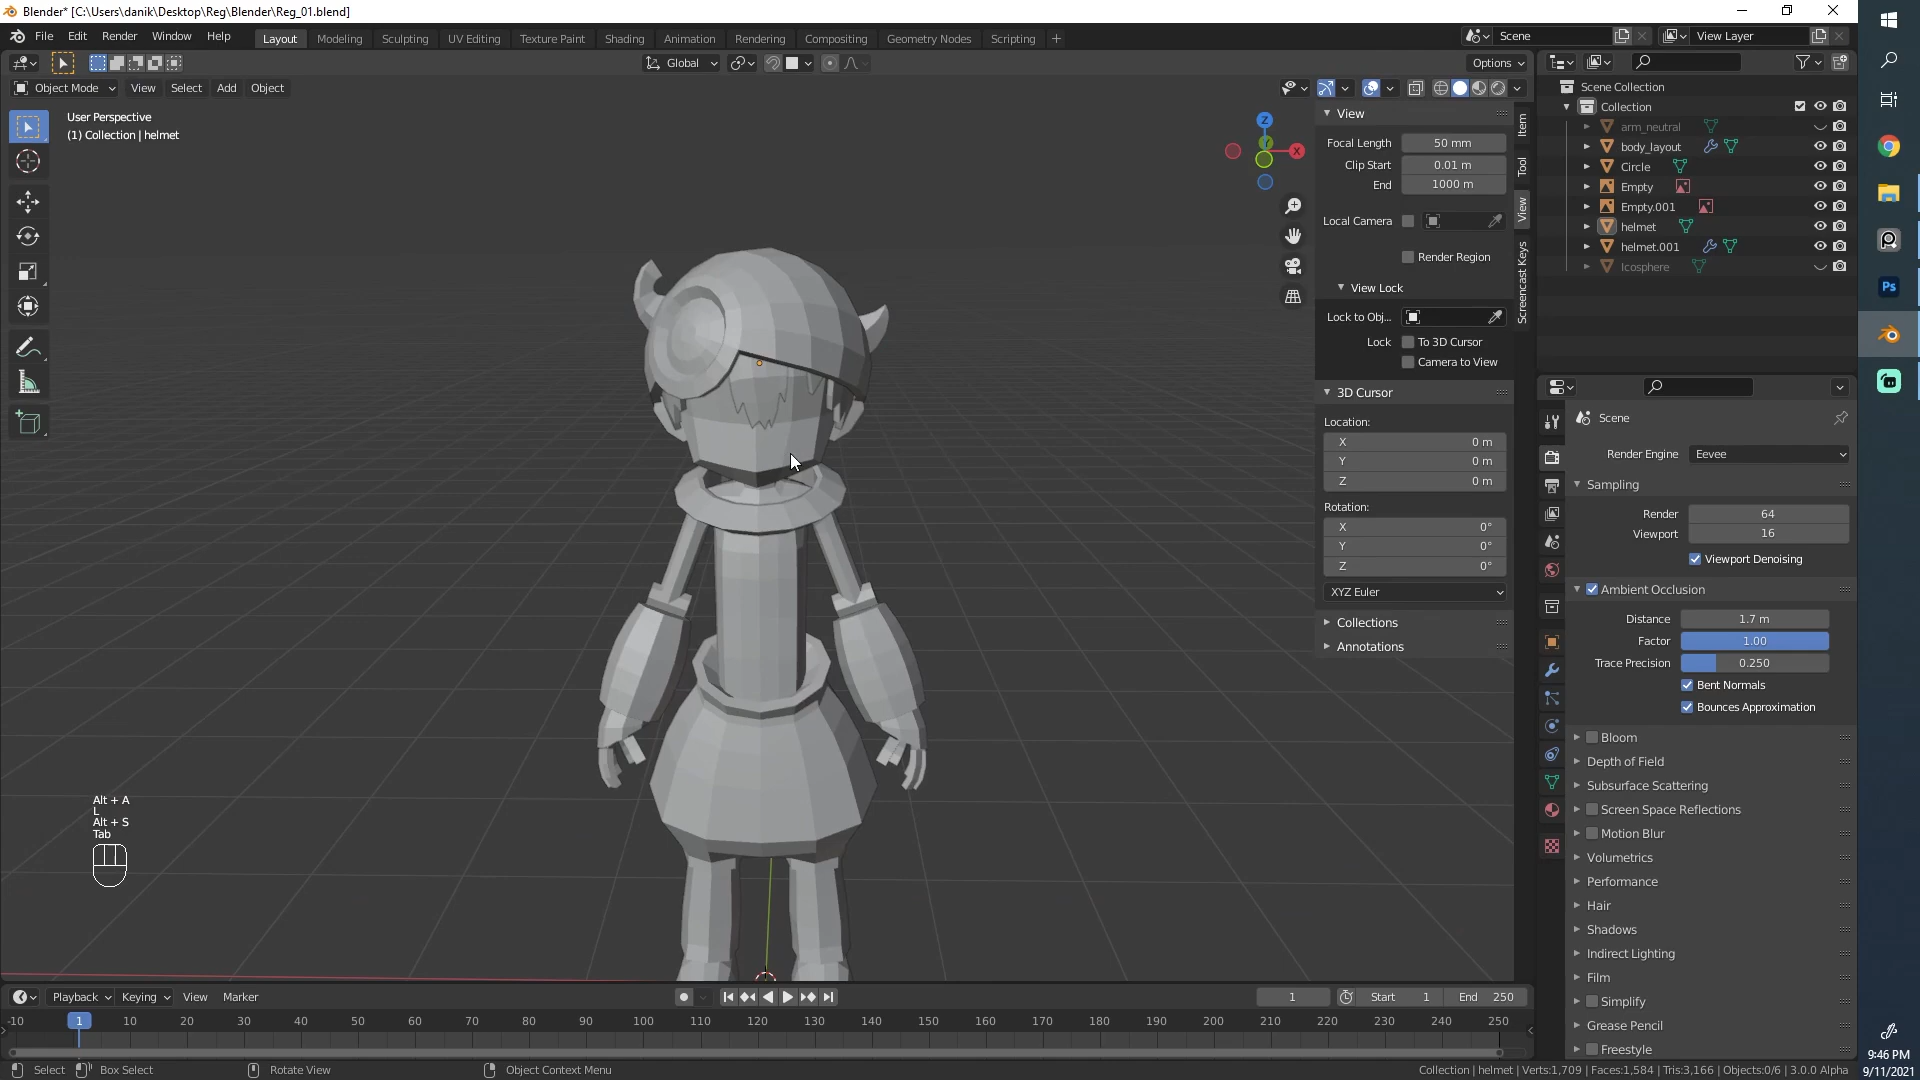 Blender* [C:\Users\danik\Desktop\Reg\Blender\Reg_01.blend]
File Edit Render Window Help Layout Modeling Sculpting UV Editing Texture Paint Shading Animation Rendering Compositing Geometry Nodes Scripting + Scene View Layer
Global Options
Object Mode View Select Add Object
User Perspective
(1) Collection | helmet
Z
Y
X
View
Focal Length 50 mm
Clip Start 0.01 m
End 1000 m
Local Camera
Render Region
View Lock
Lock to Obj...
Lock To 3D Cursor
Camera to View
3D Cursor
Location:
X 0 m
Y 0 m
Z 0 m
Rotation:
X 0°
Y 0°
Z 0°
XYZ Euler
Collections
Annotations
Item
Tool
View
Screencast Keys
Scene Collection
Collection
arm_neutral
body_layout
Circle
Empty
Empty.001
helmet
helmet.001
Icosphere
Scene
Render Engine Eevee
Sampling
Render 64
Viewport 16
Viewport Denoising
Ambient Occlusion
Distance 1.7 m
Factor 1.00
Trace Precision 0.250
Bent Normals
Bounces Approximation
Bloom
Depth of Field
Subsurface Scattering
Screen Space Reflections
Motion Blur
Volumetrics
Performance
Hair
Shadows
Indirect Lighting
Film
Simplify
Grease Pencil
Freestyle
Alt + A
L
Alt + S
Tab
Playback Keying View Marker 1 Start 1 End 250
-10 1 10 20 30 40 50 60 70 80 90 100 110 120 130 140 150 160 170 180 190 200 210 220 230 240 250
Select Box Select Rotate View Object Context Menu Collection | helmet | Verts:1,709 | Faces:1,584 | Tris:3,166 | Objects:0/6 | 3.0.0 Alpha
Ps
9:46 PM
9/11/2021